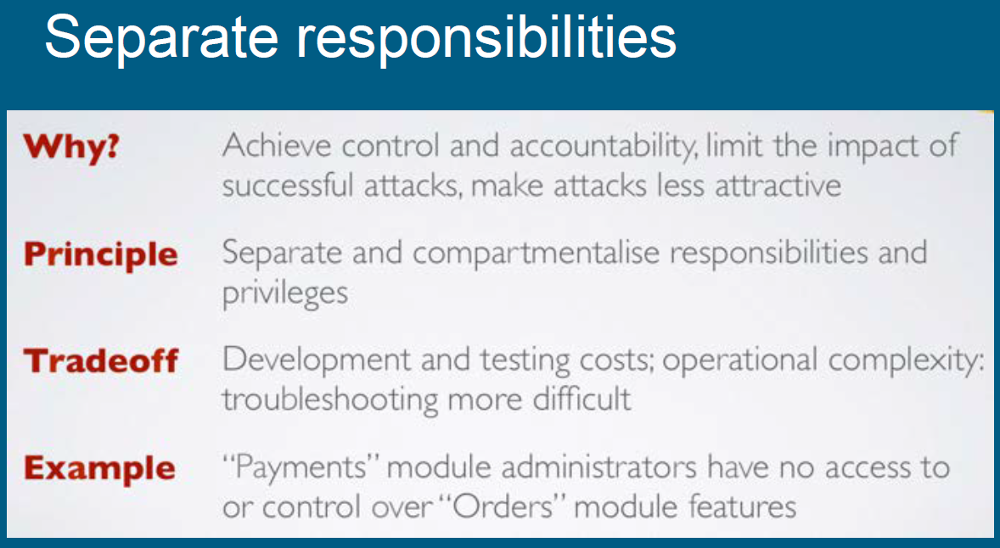 Separate responsibilities
Why?
Achieve control and accountability, limit the impact of
successful attacks, make attacks less attractive
Principle
Separate and compartmentalise responsibilities and
privileges
Tradeoff
Development and testing costs; operational complexity:
troubleshooting more difficult
Example
“Payments” module administrators have no access to
or control over “Orders” module features